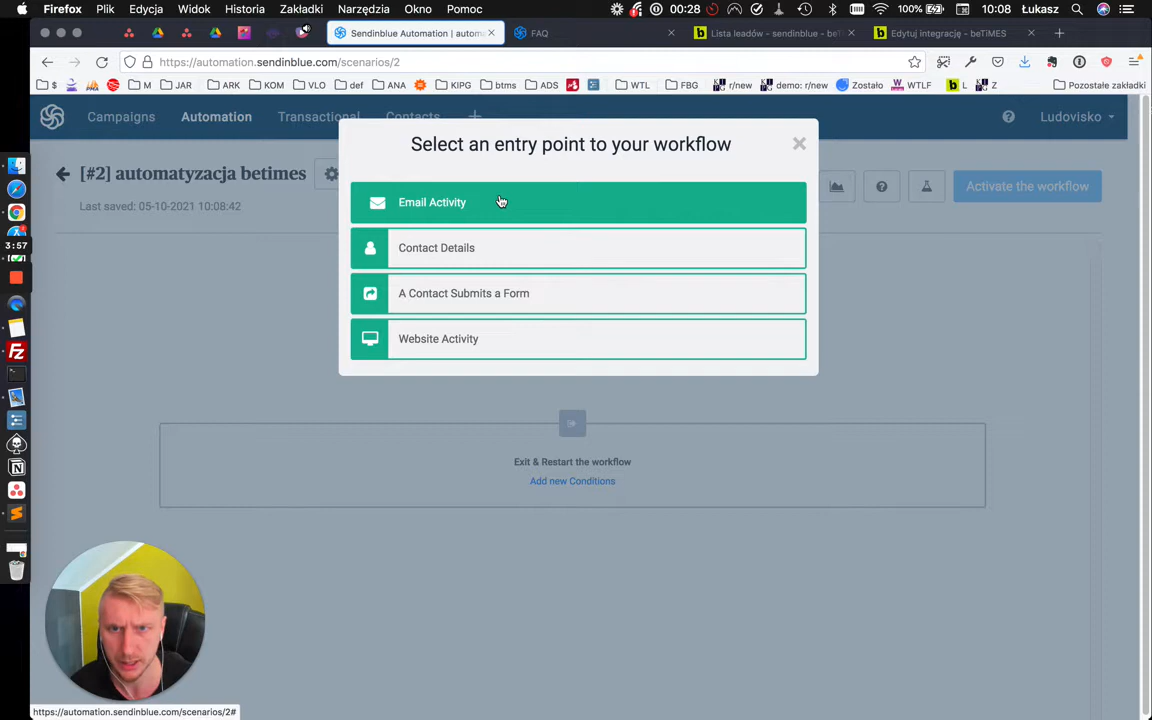 Firefox Plik Edycja Widok Historia Zakładki Narzędzia Okno Pomoc 00:28 100% 10:08 Łukasz
Sendinblue Automation | automa
FAQ
Lista leadów - sendinblue - be
Edytuj integrację - beTiMES
https://automation.sendinblue.com/scenarios/2
$ M JAR ARK KOM VLO def ANA KIPG btms ADS WTL FBG r/new demo: r/new Zostało WTLF L Z Pozostałe zakładki
Campaigns Automation Transactional Contacts + Ludovisko
Select an entry point to your workflow
[#2] automatyzacja betimes
Activate the workflow
Last saved: 05-10-2021 10:08:42
Email Activity
3:57
Contact Details
A Contact Submits a Form
Website Activity
Exit & Restart the workflow
Add new Conditions
https://automation.sendinblue.com/scenarios/2#